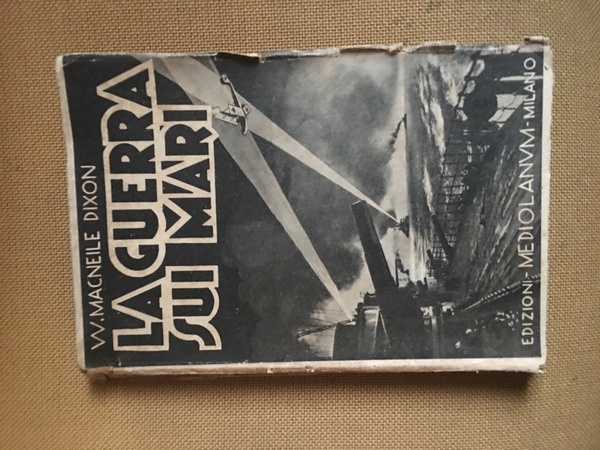 W. MACNEILE DIXON
LA GUERRA
SUI MARI
EDIZIONI-MEDIOLANVM-MILANO